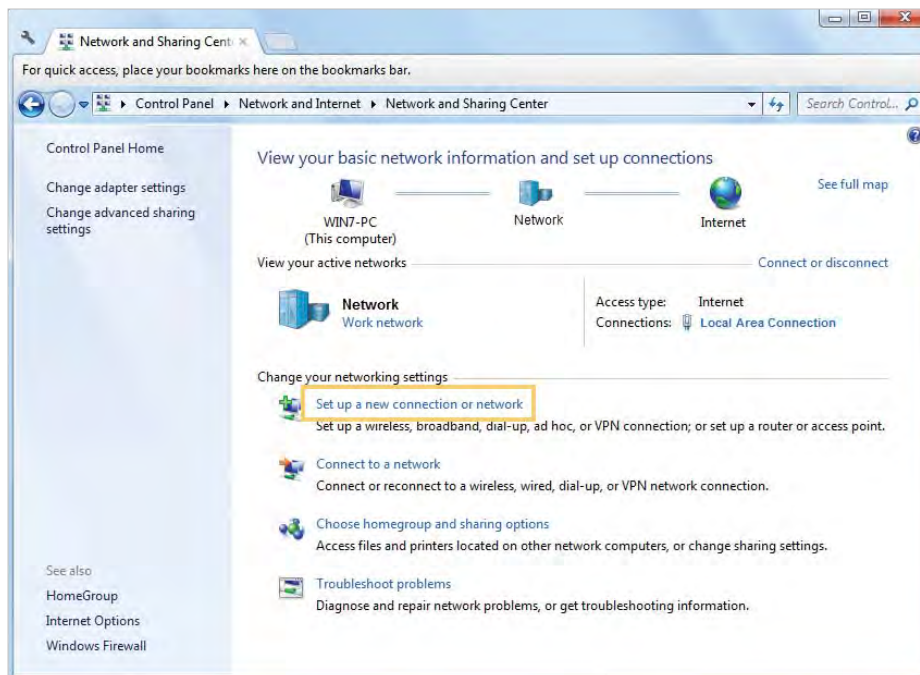 Network and Sharing Cent
For quick access, place your bookmarks here on the bookmarks bar.
Control Panel Network and Internet Network and Sharing Center
Search Control...
Control Panel Home
Change adapter settings
Change advanced sharing
settings
View your basic network information and set up connections
See full map
WIN7-PC
(This computer)
Network
Internet
View your active networks
Connect or disconnect
Network
Work network
Access type: Internet
Connections: Local Area Connection
Change your networking settings
Set up a new connection or network
Set up a wireless, broadband, dial-up, ad hoc, or VPN connection; or set up a router or access point.
Connect to a network
Connect or reconnect to a wireless, wired, dial-up, or VPN network connection.
Choose homegroup and sharing options
Access files and printers located on other network computers, or change sharing settings.
Troubleshoot problems
Diagnose and repair network problems, or get troubleshooting information.
See also
HomeGroup
Internet Options
Windows Firewall